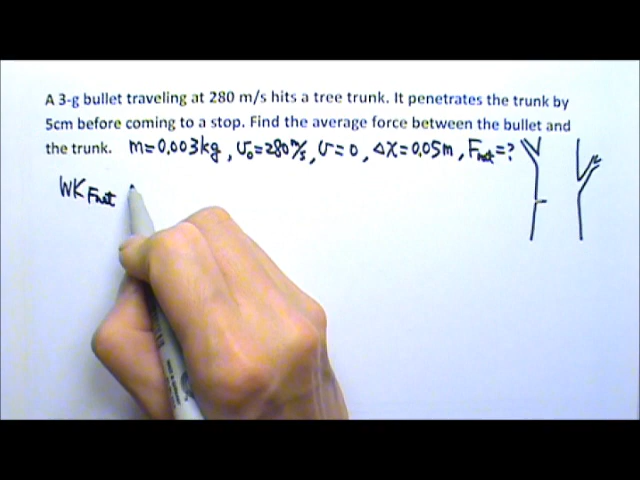 A 3-g bullet traveling at 280 m/s hits a tree trunk. It penetrates the trunk by
5cm before coming to a stop. Find the average force between the bullet and
the trunk. m=0.003kg, v₀=280m/s, v=0, Δx=0.05m, Fnet=?
WK Fnet